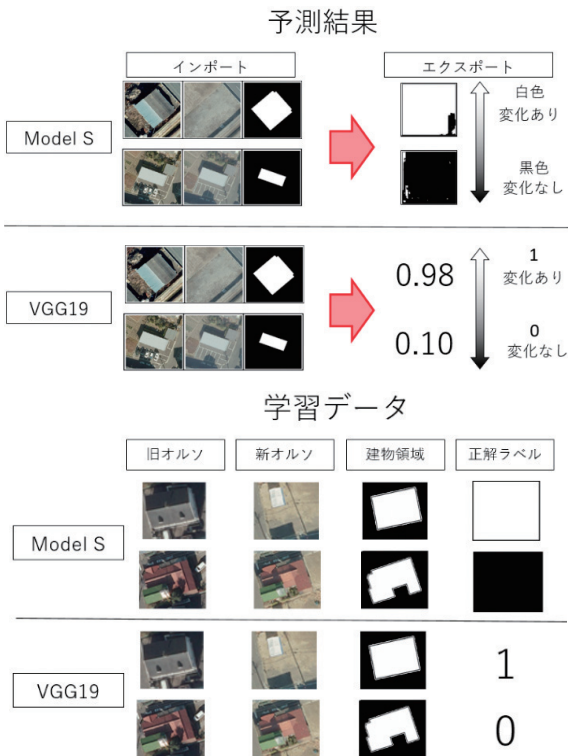 予測結果
インポート
エクスポート
Model S
白色
変化あり
黒色
変化なし
VGG19
0.98
0.10
1
変化あり
0
変化なし
学習データ
旧オルソ
新オルソ
建物領域
正解ラベル
Model S
VGG19
1
0